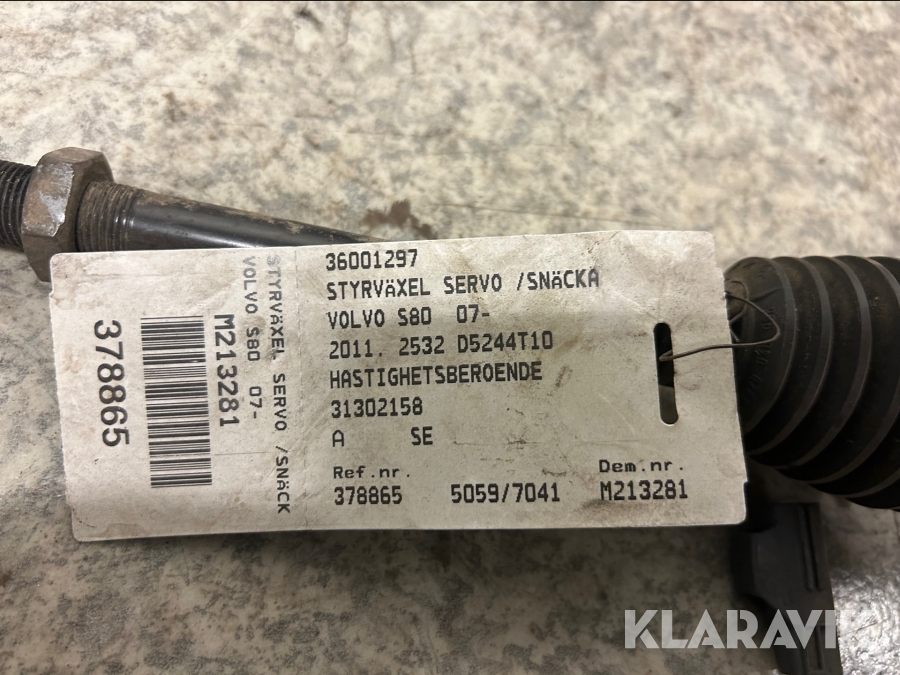 36001297
STYRVÄXEL SERVO /SNÄCKA
VOLVO S80 07-
2011. 2532 D5244T10
HASTIGHETSBEROENDE
31302158
A SE
Ref.nr. Dem.nr.
378865 5059/7041 M213281
STYRVÄXEL SERVO /SNÄCK
VOLVO S80 07-
M213281
378865
KLARAVIK